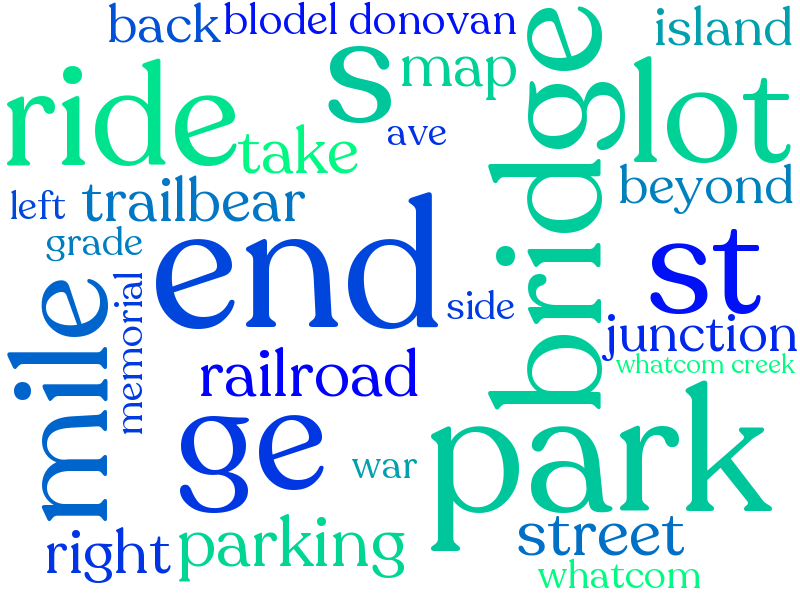 back
blodel donovan
island
s
map
bridge
lot
ride
take
ave
beyond
left
trailbear
grade
end
st
mile
memorial
side
junction
whatcom creek
railroad
ge
war
park
right
parking
street
whatcom